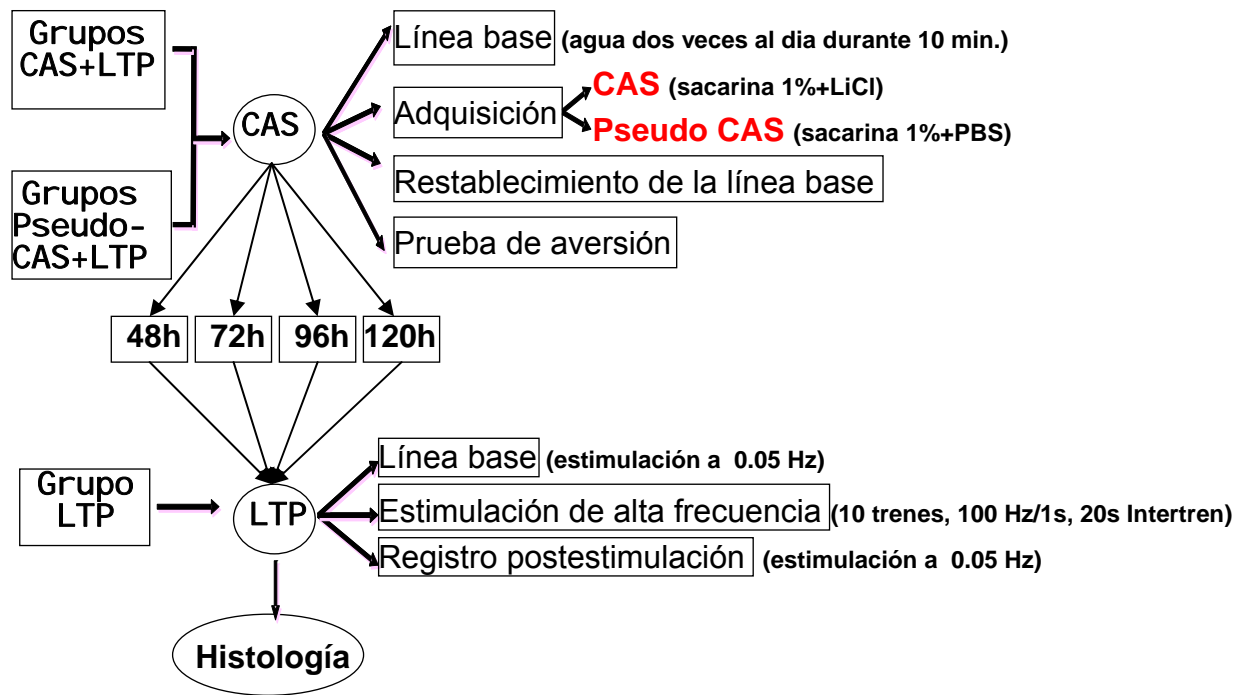 Grupos
CAS+LTP
Grupos
Pseudo-
CAS+LTP
CAS
Línea base (agua dos veces al dia durante 10 min.)
Adquisición
CAS (sacarina 1%+LiCl)
Pseudo CAS (sacarina 1%+PBS)
Restablecimiento de la línea base
Prueba de aversión
48h
72h
96h
120h
Grupo
LTP
LTP
Línea base (estimulación a 0.05 Hz)
Estimulación de alta frecuencia (10 trenes, 100 Hz/1s, 20s Intertren)
Registro postestimulación (estimulación a 0.05 Hz)
Histología